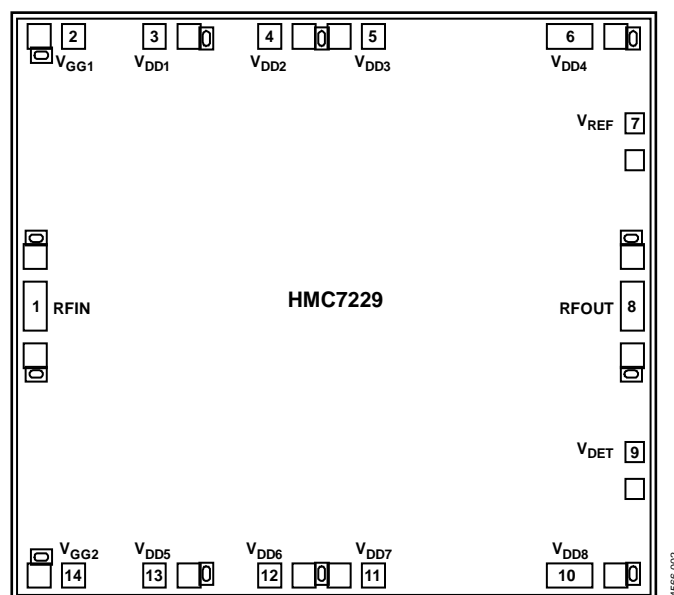 2 3 4 5 6
VGG1 VDD1 VDD2 VDD3 VDD4
VREF 7
1 RFIN HMC7229 RFOUT 8
VDET 9
VGG2 VDD5 VDD6 VDD7 VDD8
14 13 12 11 10